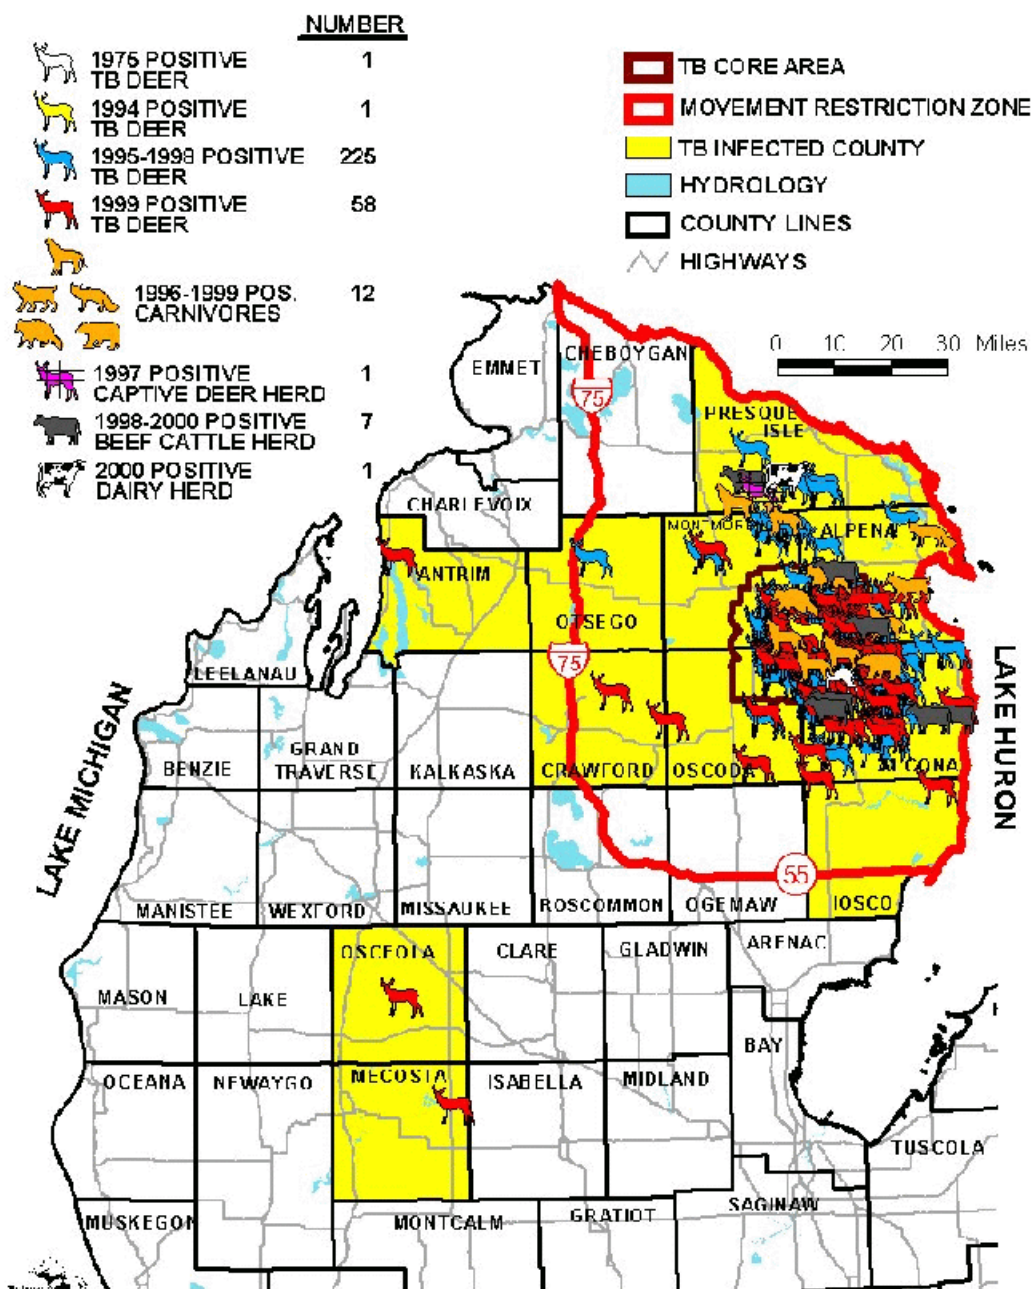 NUMBER
1975 POSITIVE 1
TB DEER
1994 POSITIVE 1
TB DEER
1995-1998 POSITIVE 225
TB DEER
1999 POSITIVE 58
TB DEER
1996-1999 POS. 12
CARNIVORES
1997 POSITIVE 1
CAPTIVE DEER HERD
1998-2000 POSITIVE 7
BEEF CATTLE HERD
2000 POSITIVE 1
DAIRY HERD
TB CORE AREA
MOVEMENT RESTRICTION ZONE
TB INFECTED COUNTY
HYDROLOGY
COUNTY LINES
HIGHWAYS
0 10 20 30 Miles
EMMET
CHEBOYGAN
75
PRESQUE
ISLE
CHARLEVOIX
ALPENA
ANTRIM
OTSEGO
75
LEELANAU
LAKE MICHIGAN
LAKE HURON
BENZIE
GRAND
TRAVERSE
KALKASKA
CRAWFORD
OSCODA
MANISTEE
WEXFORD
MISSAUKEE
ROSCOMMON
OGEMAW
55
IOSCO
OSCEOLA
CLARE
GLADWIN
ARENAC
MASON
LAKE
BAY
OCEANA
NEWAYGO
MECOSTA
ISABELLA
MIDLAND
TUSCOLA
MUSKEGON
MONTCALM
GRATIOT
SAGINAW